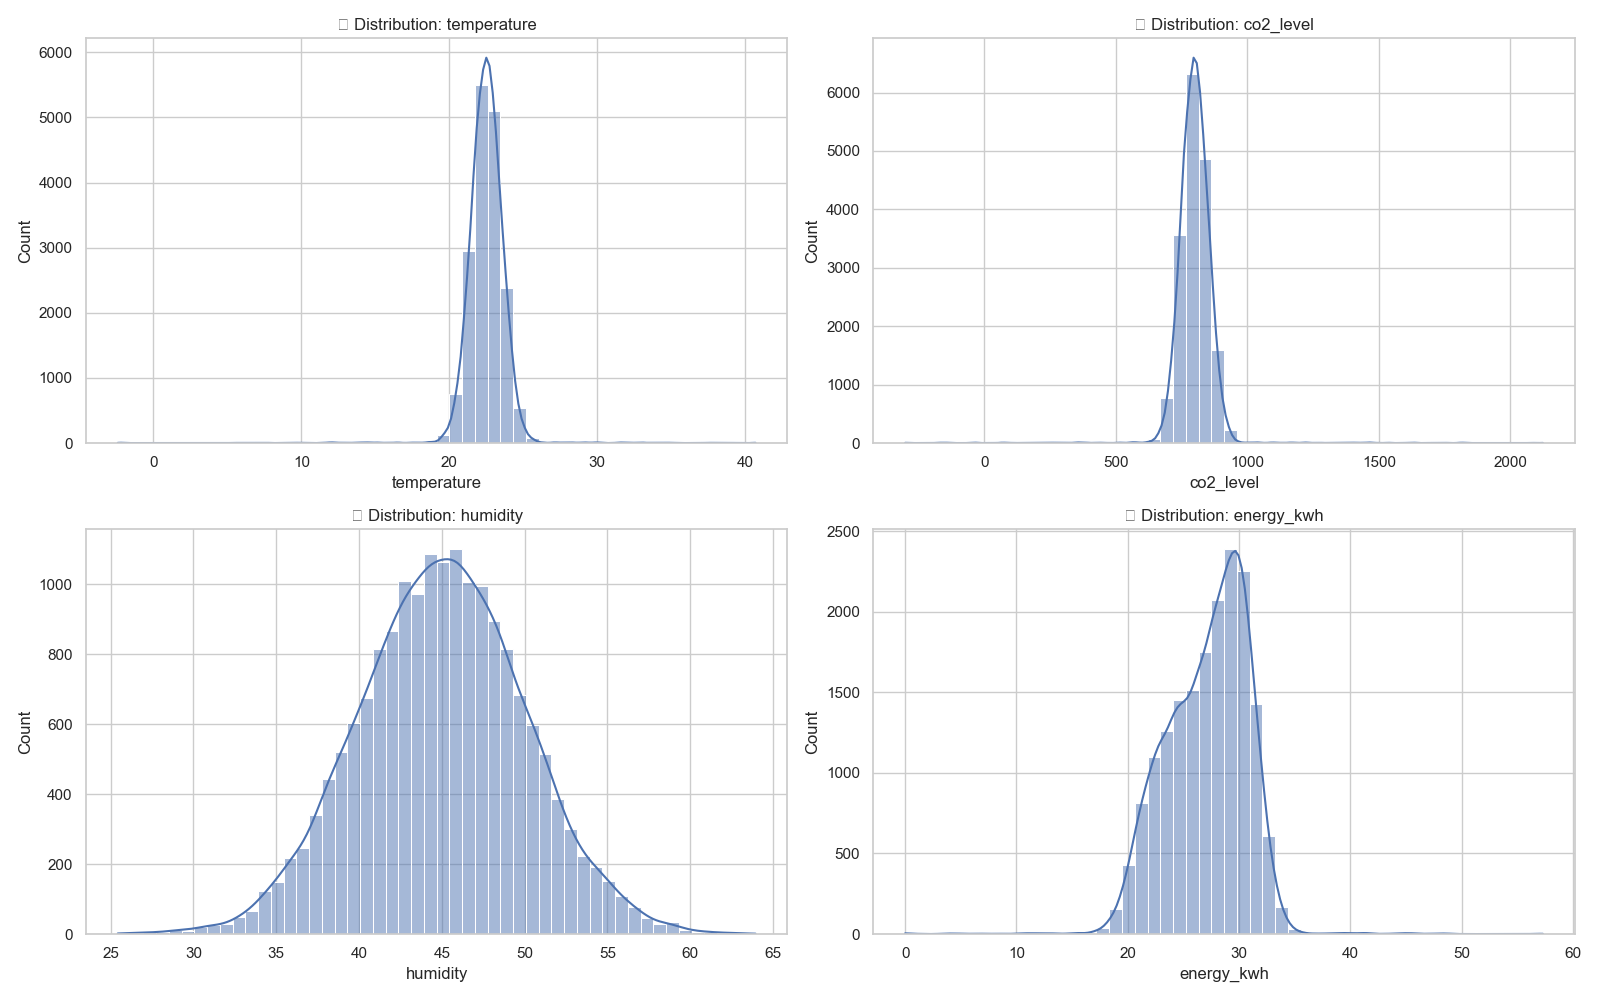 Distribution: temperature
6000
5000
4000
3000
2000
1000
0
Count
0 10 20 30 40
temperature
Distribution: co2_level
6000
5000
4000
3000
2000
1000
0
Count
0 500 1000 1500 2000
co2_level
Distribution: humidity
1000
800
600
400
200
0
Count
25 30 35 40 45 50 55 60 65
humidity
Distribution: energy_kwh
2500
2000
1500
1000
500
0
Count
0 10 20 30 40 50 60
energy_kwh